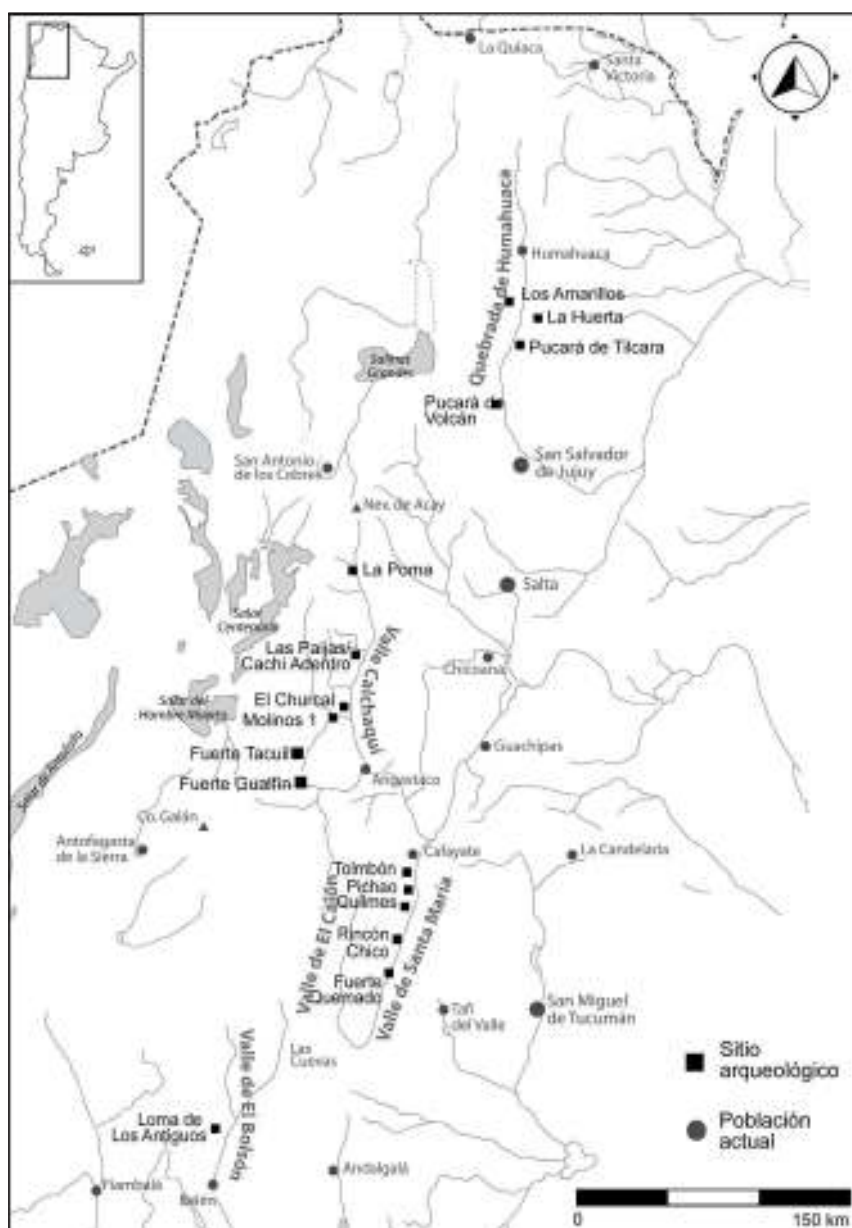 La Quiaca
Santa
Victoria
Humahuaca
Quebrada de Humahuaca
Los Amarillos
La Huerta
Pucará de Tilcara
Salinas
Grandes
Pucará de
Volcán
San Antonio
de los Cobres
San Salvador
de Jujuy
Nev. de Acay
La Poma
Salta
Salar
Centenario
Las Pailas/
Cachi Adentro
Valle Calchaquí
Chicoana
El Churcal
Molinos 1
Salar del
Hombre Muerto
Fuerte Tacuil
Guachipas
Fuerte Gualfín
Angastaco
Salar de Antofalla
Co. Galán
Antofagasta
de la Sierra
Cafayate
La Candelaria
Tolmbón
Pichao
Quilmes
Valle de El Cajón
Rincón
Chico
Valle de Santa María
Fuerte
Quemado
Tafí
del Valle
San Miguel
de Tucumán
Las
Cuevas
Valle de El Bolsón
Sitio
arqueológico
Loma de
Los Antiguos
Población
actual
Fiambalá
Belén
Andalgalá
0
150 km